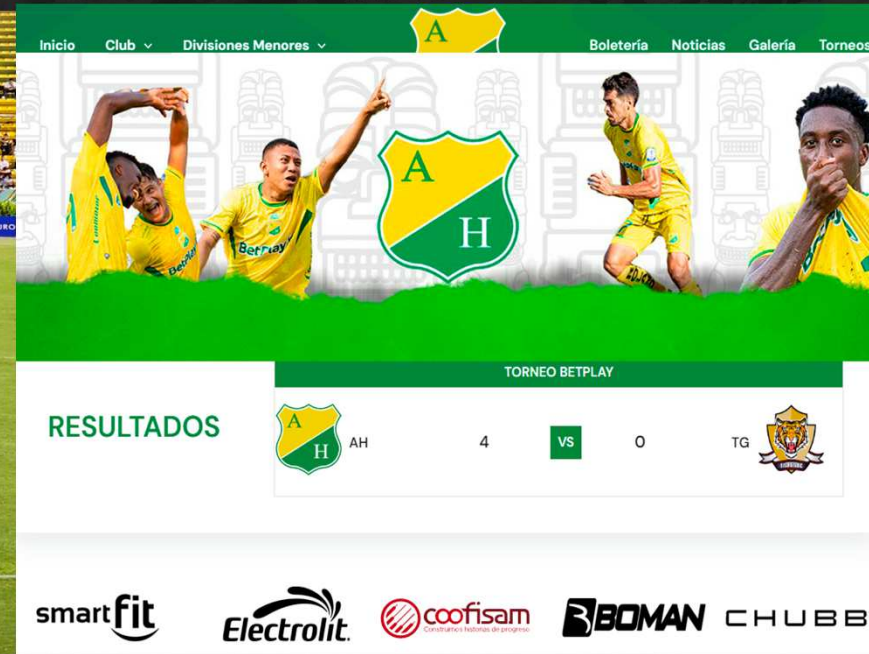 Inicio Club Divisiones Menores A Boletería Noticias Galería Torneos
A
H
BetPlay
BetPlay
TORNEO BETPLAY
RESULTADOS
A
H
AH 4 VS 0 TG
smartfit Electrolit. coofisam BOMAN CHUBB
Construimos historias de progreso